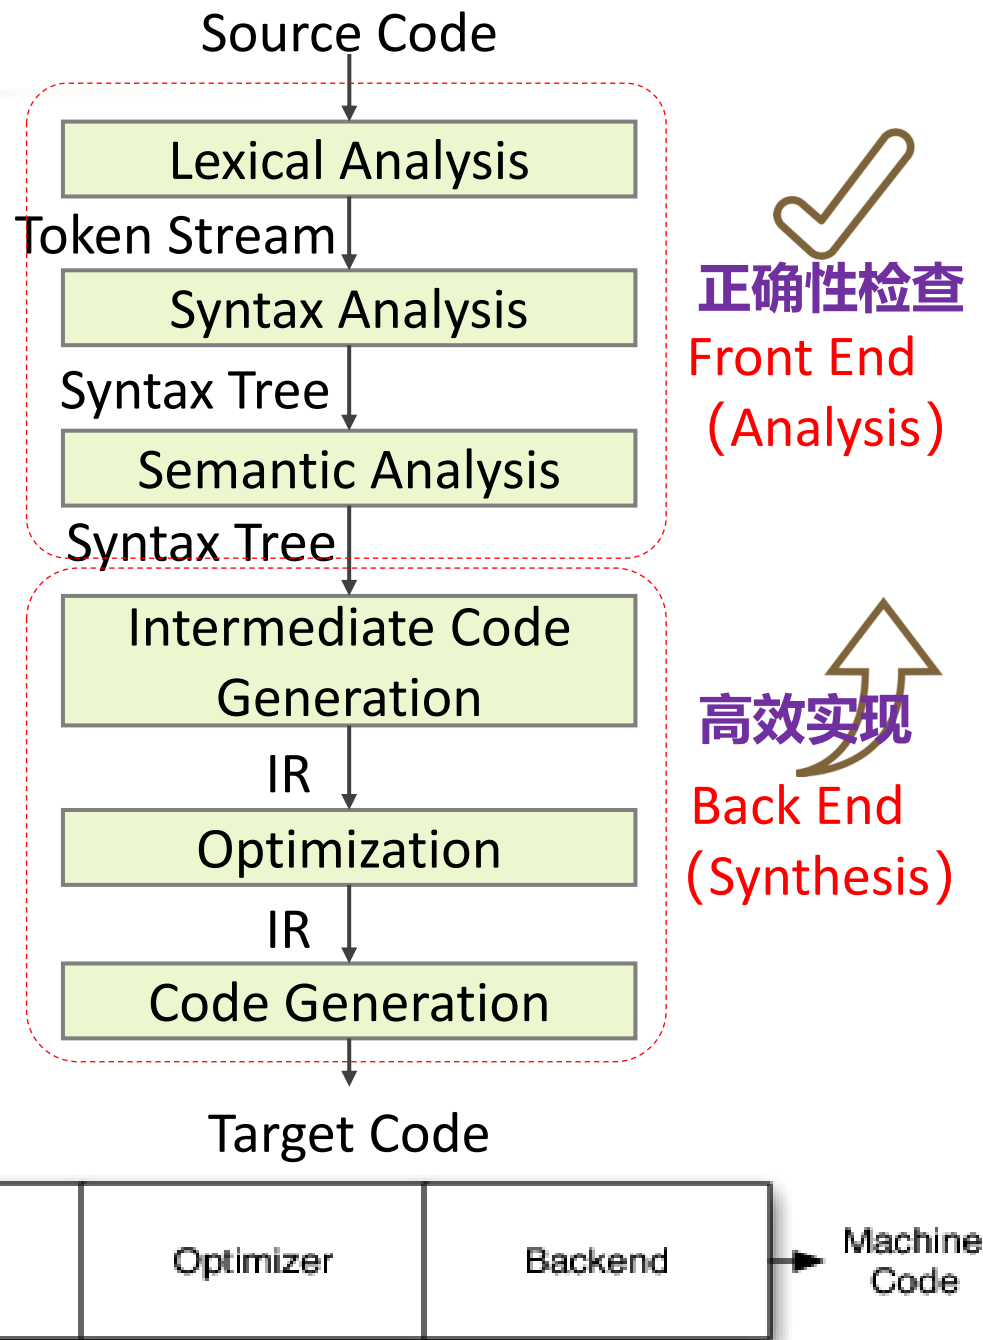 Source Code
Lexical Analysis
Token Stream
Syntax Analysis
Syntax Tree
Semantic Analysis
Syntax Tree
正确性检查
Front End
（Analysis）
Intermediate Code
Generation
IR
Optimization
IR
Code Generation
高效实现
Back End
（Synthesis）
Target Code
Optimizer
Backend
Machine
Code